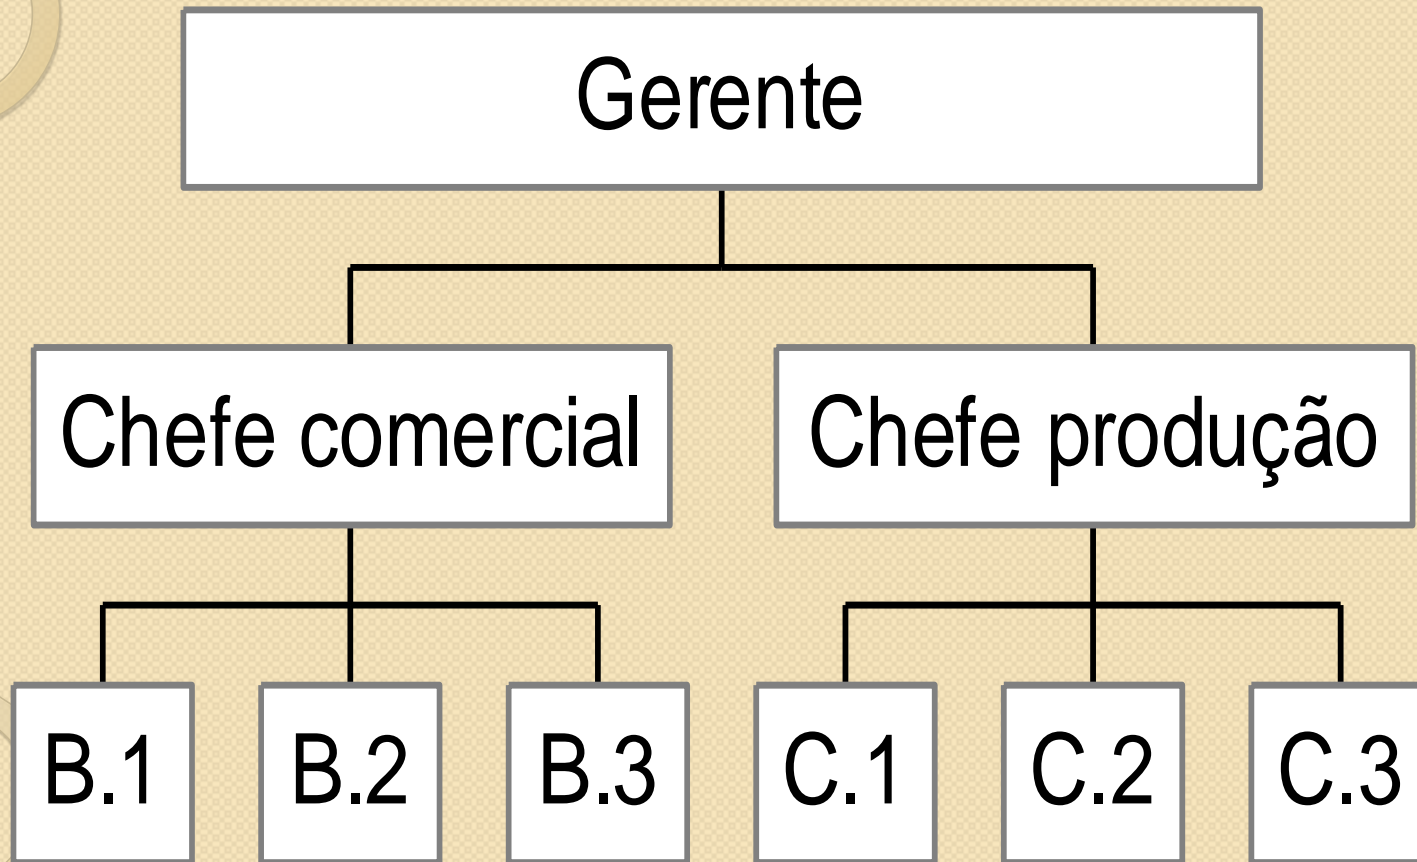 Gerente
Chefe comercial
Chefe produção
B.1
B.2
B.3
C.1
C.2
C.3